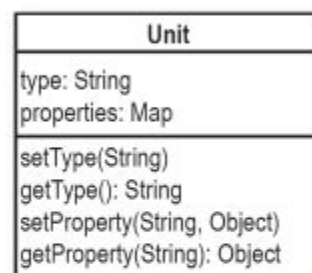 Unit
type: String
properties: Map
setType(String)
getType(): String
setProperty(String, Object)
getProperty(String): Object